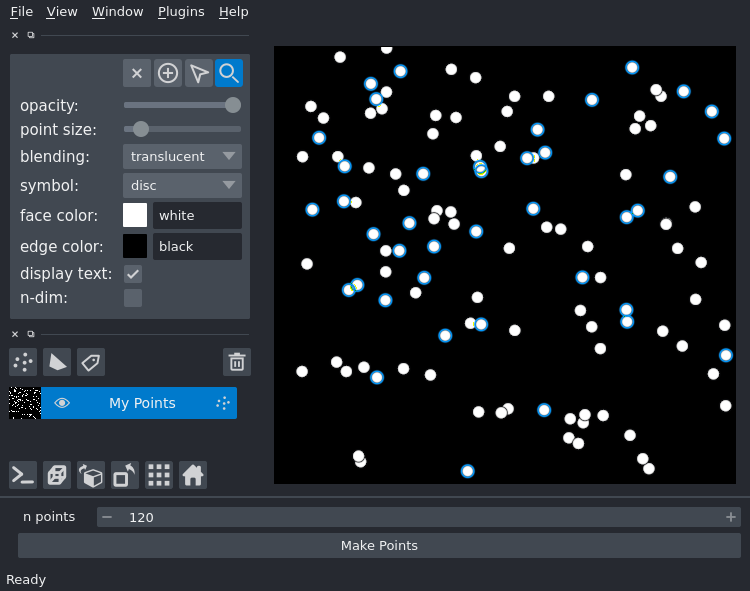 File View Window Plugins Help
opacity:
point size:
blending: translucent
symbol: disc
face color: white
edge color: black
display text:
n-dim:
My Points
n points 120
Make Points
Ready